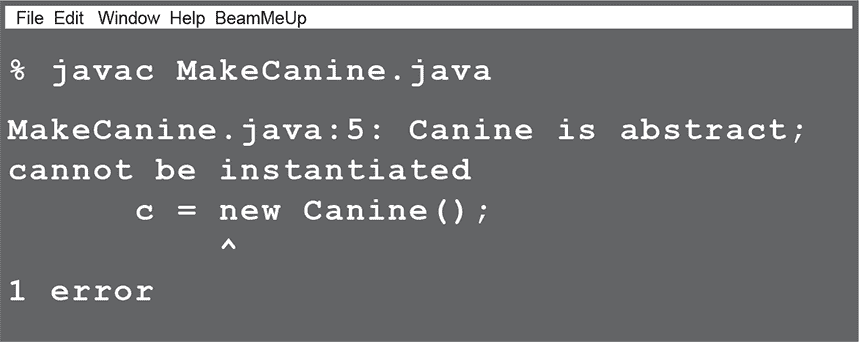 File Edit Window Help BeamMeUp
% javac MakeCanine.java
MakeCanine.java:5: Canine is abstract;
cannot be instantiated
c = new Canine();
^
1 error